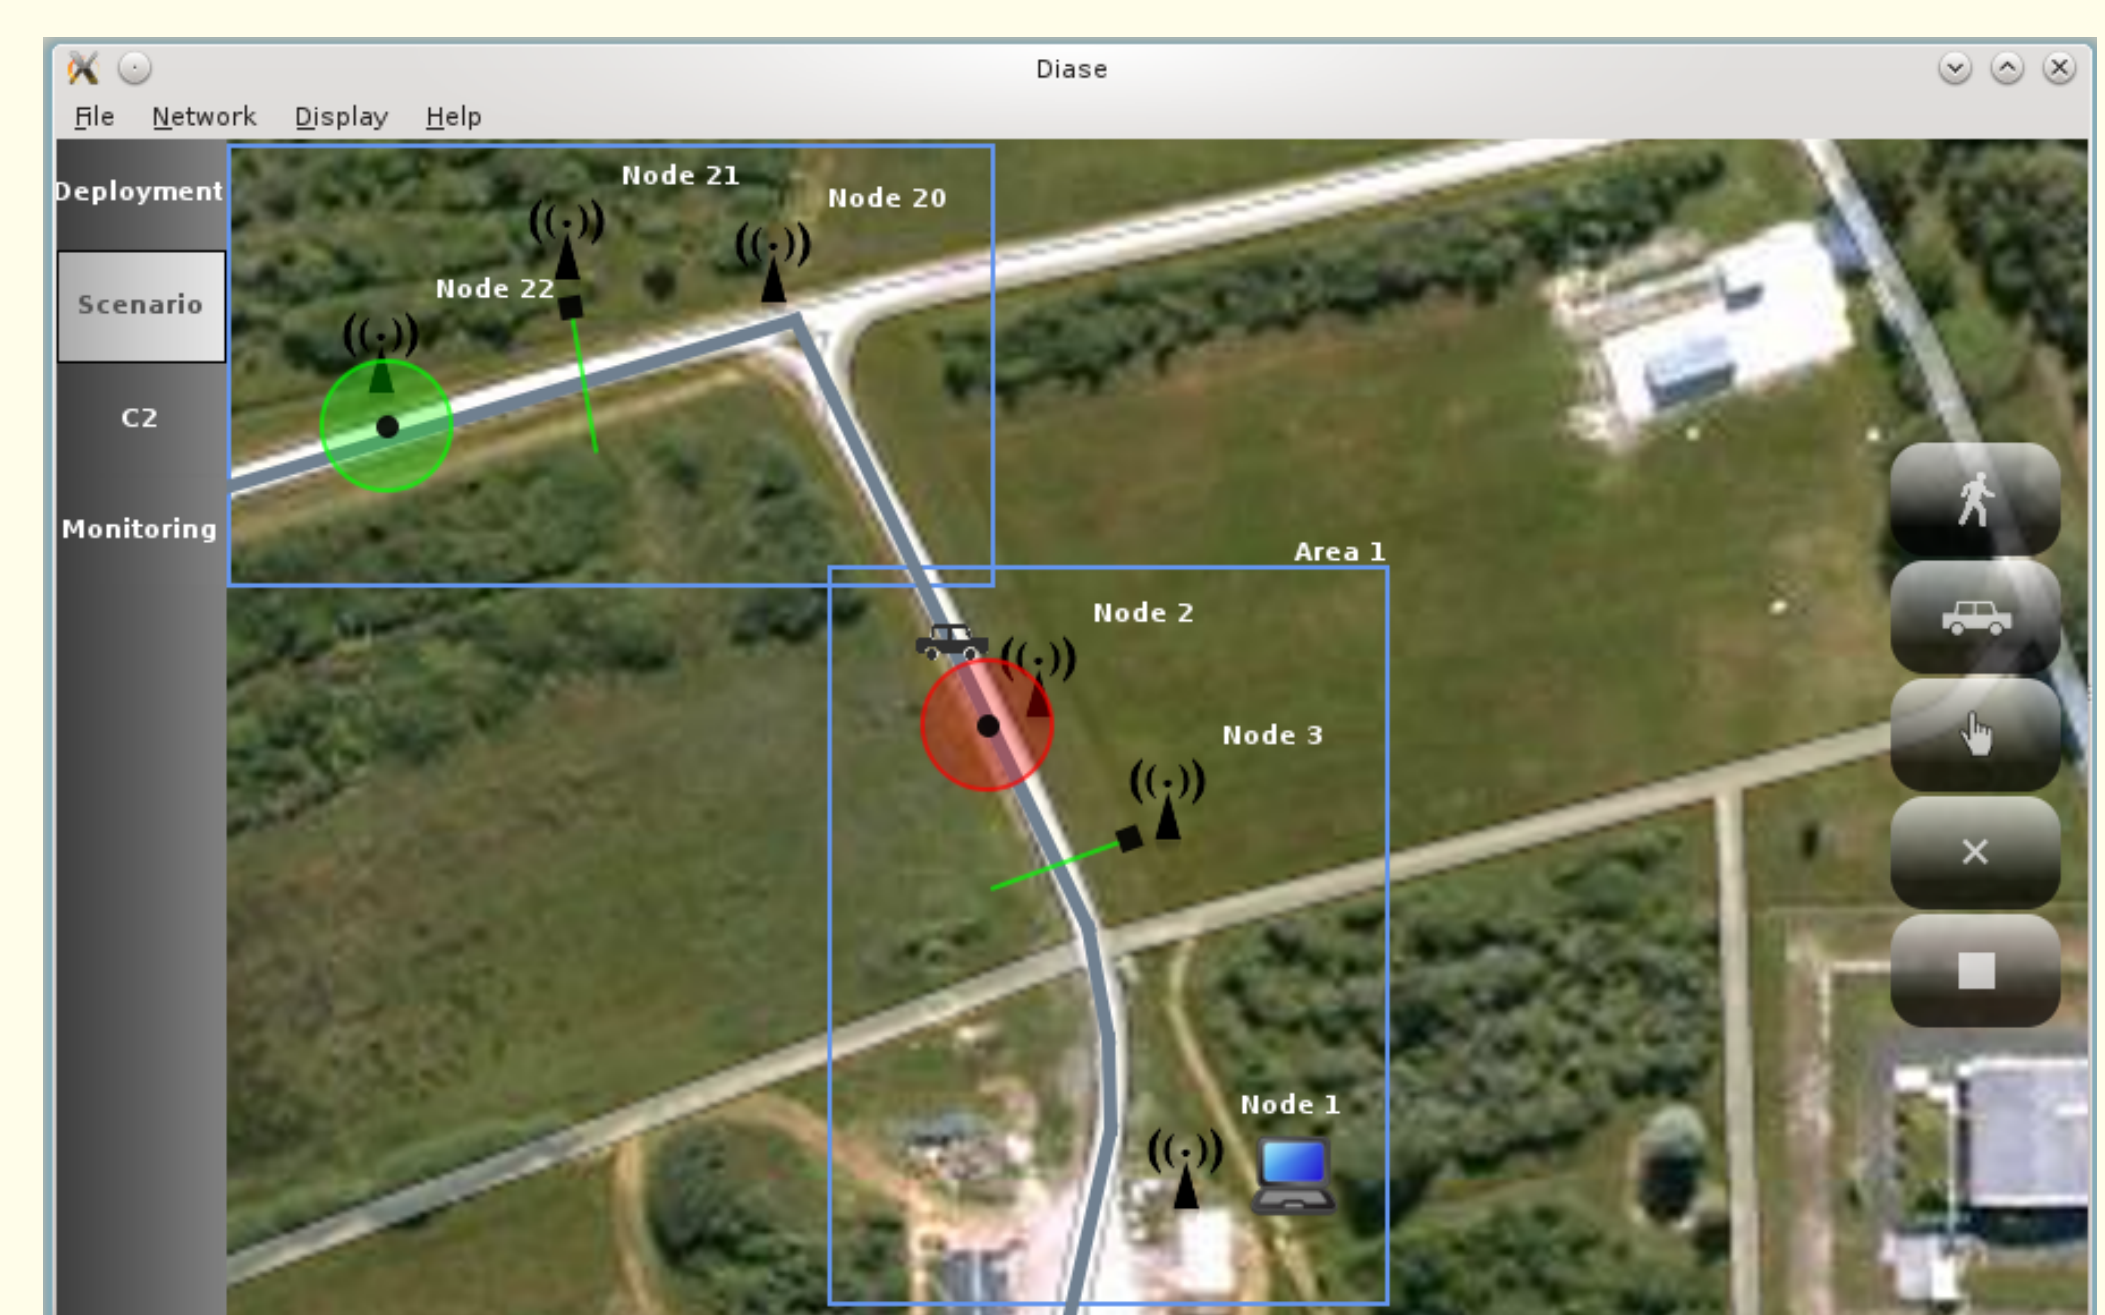 Diase
File Network Display Help
Deployment
Scenario
C2
Monitoring
Node 21
Node 20
Node 22
Area 1
Node 2
Node 3
Node 1